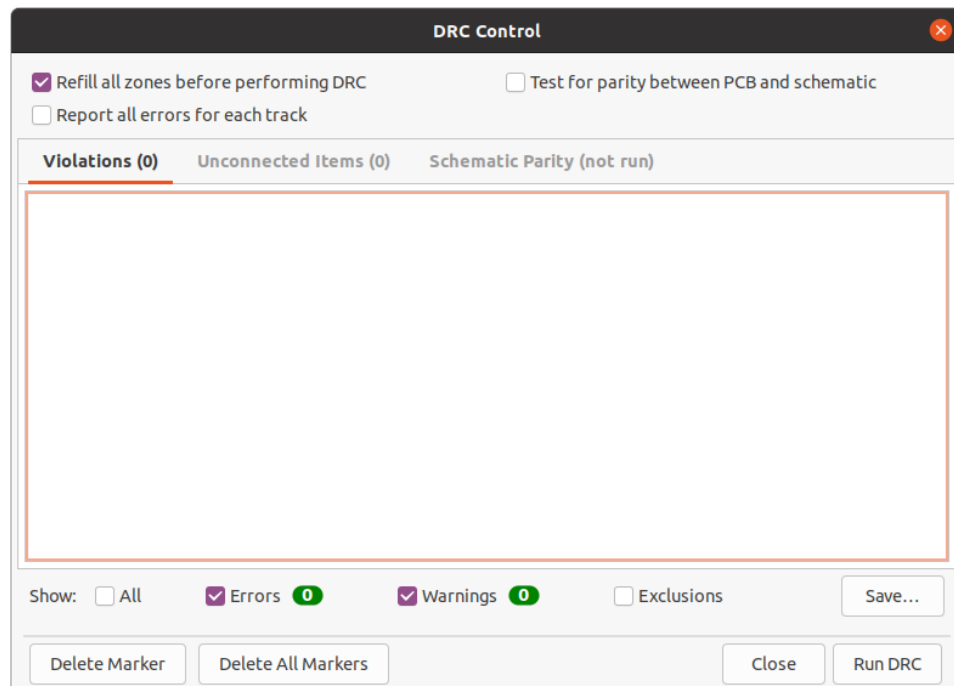 DRC Control
Refill all zones before performing DRC
Test for parity between PCB and schematic
Report all errors for each track
Violations (0)
Unconnected Items (0)
Schematic Parity (not run)
Show:
All
Errors 0
Warnings 0
Exclusions
Save...
Delete Marker
Delete All Markers
Close
Run DRC